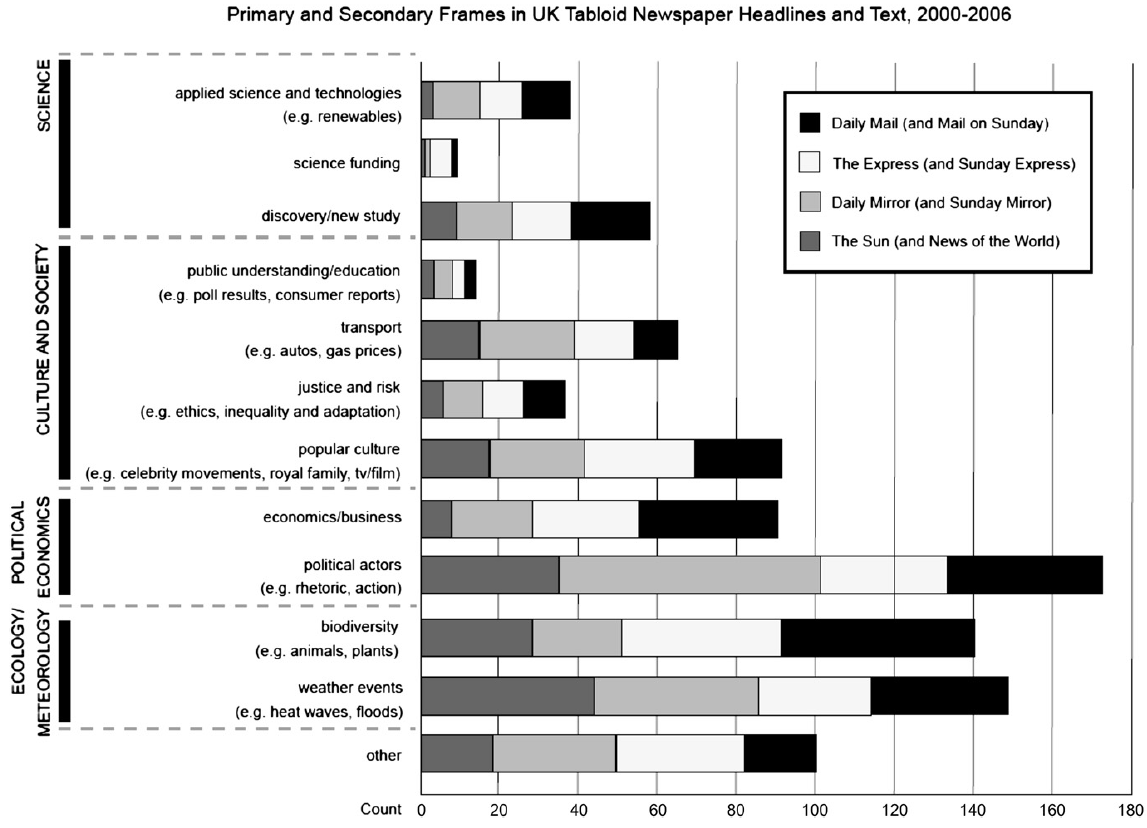 Primary and Secondary Frames in UK Tabloid Newspaper Headlines and Text, 2000-2006
SCIENCE
applied science and technologies
(e.g. renewables)
science funding
discovery/new study
CULTURE AND SOCIETY
public understanding/education
(e.g. poll results, consumer reports)
transport
(e.g. autos, gas prices)
justice and risk
(e.g. ethics, inequality and adaptation)
popular culture
(e.g. celebrity movements, royal family, tv/film)
POLITICAL
ECONOMICS
economics/business
political actors
(e.g. rhetoric, action)
ECOLOGY/
METEOROLOGY
biodiversity
(e.g. animals, plants)
weather events
(e.g. heat waves, floods)
other
Daily Mail (and Mail on Sunday)
The Express (and Sunday Express)
Daily Mirror (and Sunday Mirror)
The Sun (and News of the World)
Count 0 20 40 60 80 100 120 140 160 180